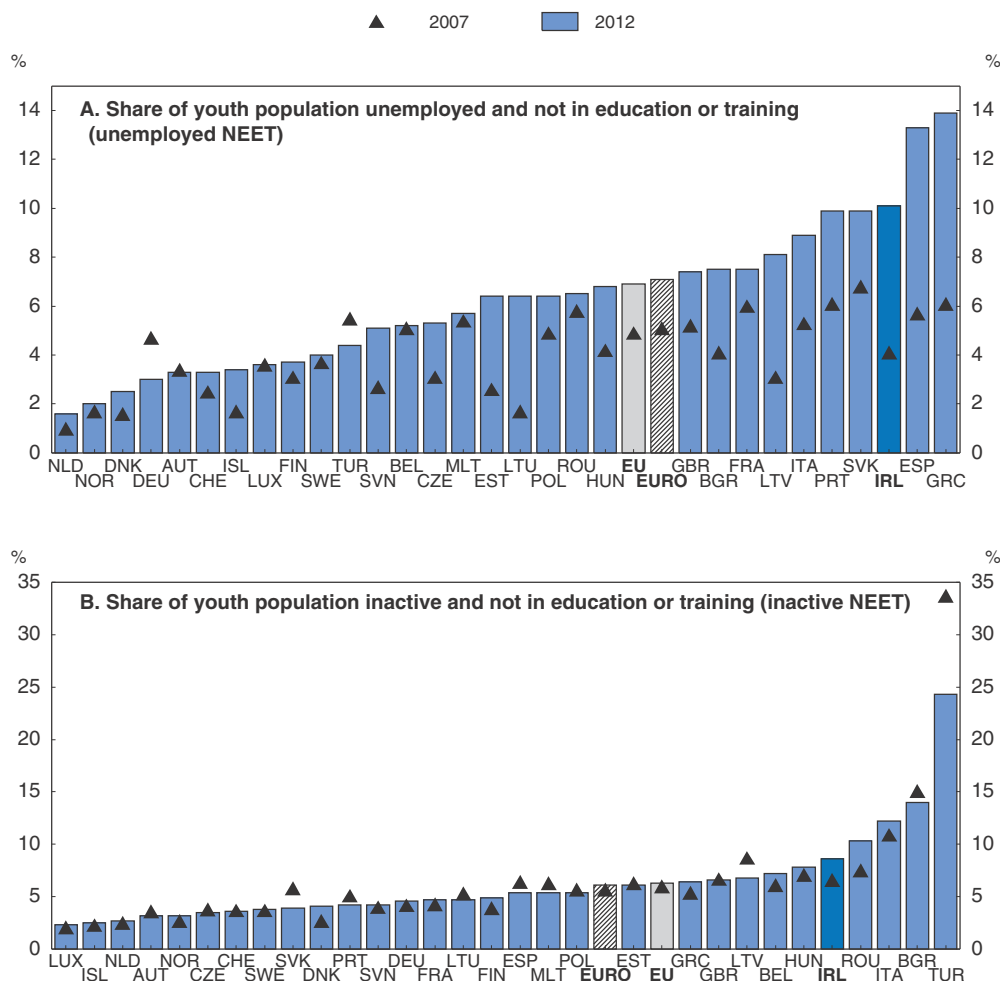 2007 2012
% %
A. Share of youth population unemployed and not in education or training
(unemployed NEET)
14 14
12 12
10 10
8 8
6 6
4 4
2 2
0 0
NLD DNK AUT ISL FIN TUR BEL MLT LTU ROU EU GBR FRA ITA SVK ESP
NOR DEU CHE LUX SWE SVN CZE EST POL HUN EURO BGR LTV PRT IRL GRC
% %
35 35
B. Share of youth population inactive and not in education or training (inactive NEET)
30 30
25 25
20 20
15 15
10 10
5 5
0 0
LUX NLD NOR CHE SVK PRT DEU LTU ESP POL EST GRC LTV HUN ROU BGR
ISL AUT CZE SWE DNK SVN FRA FIN MLT EURO EU GBR BEL IRL ITA TUR